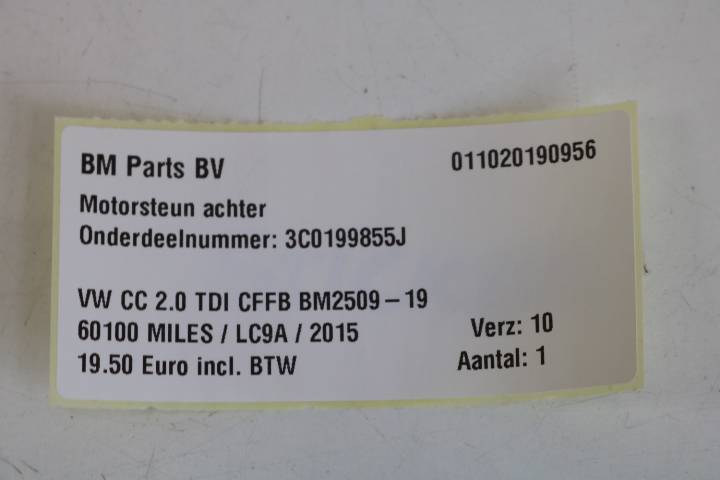 BM Parts BV 011020190956
Motorsteun achter
Onderdeelnummer: 3C0199855J
VW CC 2.0 TDI CFFB BM2509-19
60100 MILES / LC9A / 2015 Verz: 10
19.50 Euro incl. BTW Aantal: 1